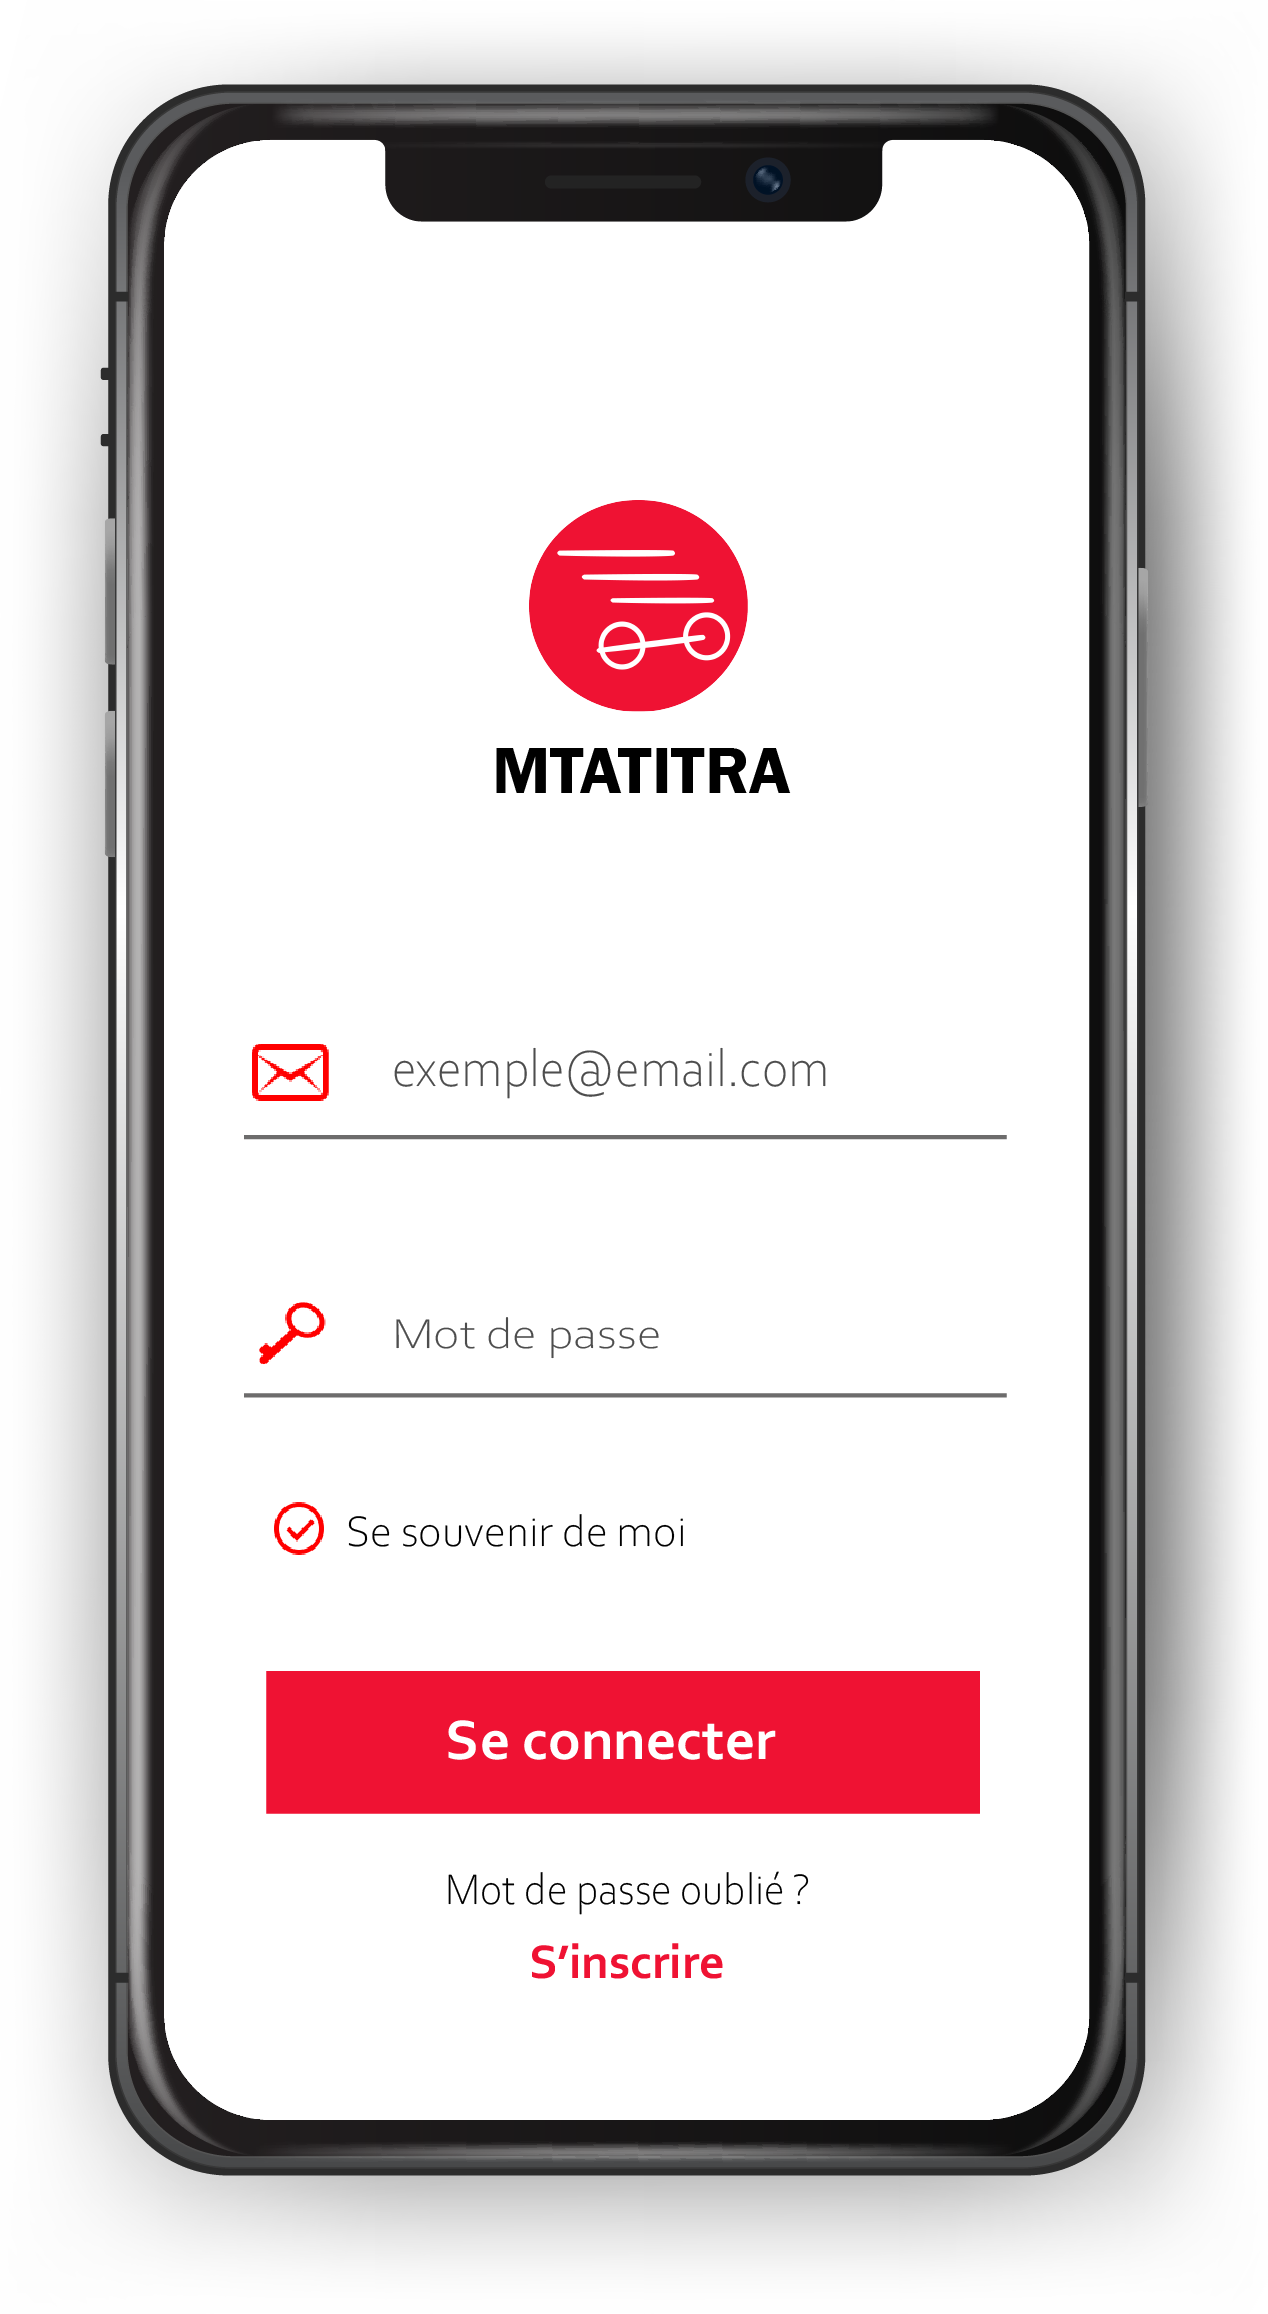 MTATITRA
exemple@email.com
Mot de passe
Se souvenir de moi
Se connecter
Mot de passe oublié ?
S’inscrire